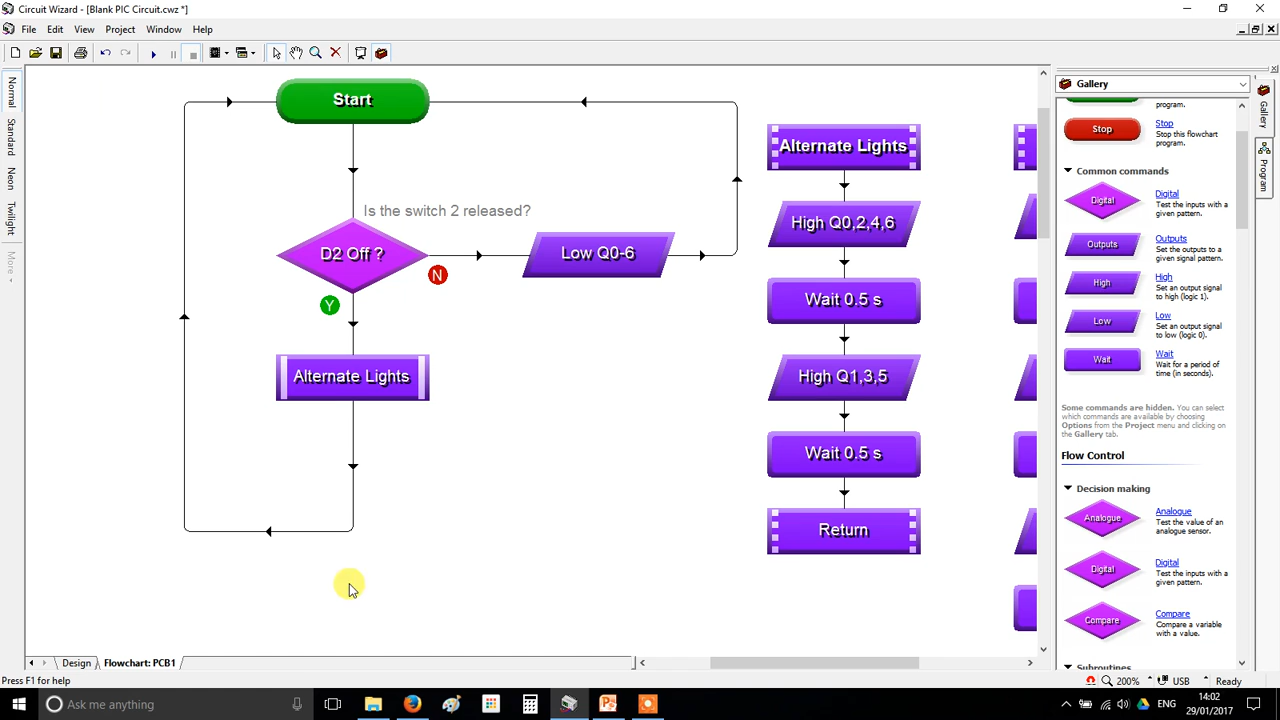 Circuit Wizard - [Blank PIC Circuit.cwz *]
File Edit View Project Window Help
Normal
Standard
Neon
Twilight
More
Start
Is the switch 2 released?
D2 Off ?
N
Y
Low Q0-6
Alternate Lights
Alternate Lights
High Q0,2,4,6
Wait 0.5 s
High Q1,3,5
Wait 0.5 s
Return
Gallery
program.
Stop
Stop
Stop this flowchart
program.
Common commands
Digital
Digital
Test the inputs with a
given pattern.
Outputs
Outputs
Set the outputs to a
given signal pattern.
High
High
Set an output signal
to high (logic 1).
Low
Low
Set an output signal
to low (logic 0).
Wait
Wait
Wait for a period of
time (in seconds).
Some commands are hidden. You can select
which commands are available by choosing
Options from the Project menu and clicking on
the Gallery tab.
Flow Control
Decision making
Analogue
Analogue
Test the value of an
analogue sensor.
Digital
Digital
Test the inputs with a
given pattern.
Compare
Compare
Compare a variable
with a value.
Subroutines
Gallery
Program
Design
Flowchart: PCB1
Press F1 for help
200%
USB
Ready
Ask me anything
ENG
14:02
29/01/2017